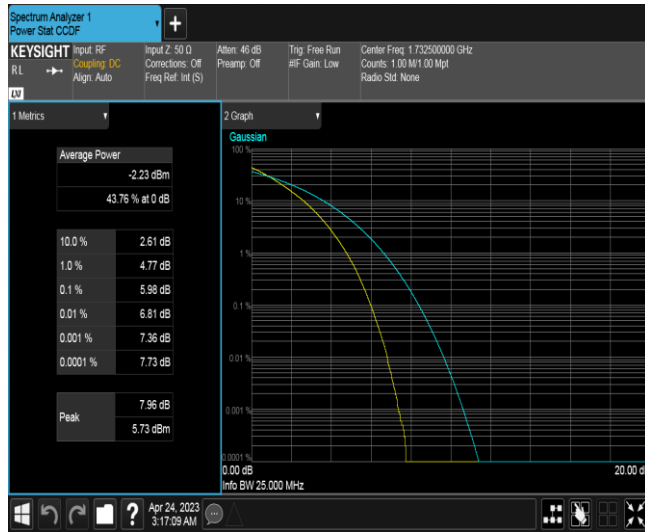 Spectrum Analyzer 1
Power Stat CCDF
+
KEYSIGHT
RL
Input: RF
Coupling: DC
Align: Auto
Input Z: 50 Ω
Corrections: Off
Freq Ref: Int (S)
Atten: 46 dB
Preamp: Off
Trig: Free Run
#IF Gain: Low
Center Freq: 1.732500000 GHz
Counts: 1.00 M/1.00 Mpt
Radio Std: None
1 Metrics
Average Power
-2.23 dBm
43.76 % at 0 dB
10.0 % 2.61 dB
1.0 % 4.77 dB
0.1 % 5.98 dB
0.01 % 6.81 dB
0.001 % 7.36 dB
0.0001 % 7.73 dB
Peak
7.96 dB
5.73 dBm
2 Graph
Gaussian
100 %
10 %
1 %
0.1 %
0.01 %
0.001 %
0.0001 %
0.00 dB
20.00 d
Info BW 25.000 MHz
?
Apr 24, 2023
3:17:09 AM